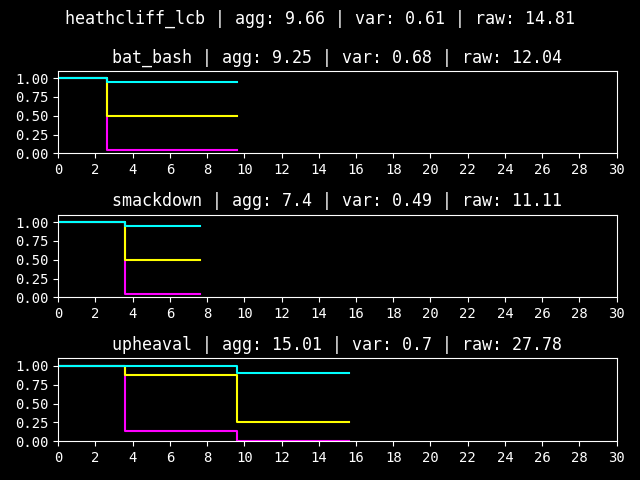 heathcliff_lcb | agg: 9.66 | var: 0.61 | raw: 14.81
bat_bash | agg: 9.25 | var: 0.68 | raw: 12.04
1.00
0.75
0.50
0.25
0.00
0 2 4 6 8 10 12 14 16 18 20 22 24 26 28 30
smackdown | agg: 7.4 | var: 0.49 | raw: 11.11
1.00
0.75
0.50
0.25
0.00
0 2 4 6 8 10 12 14 16 18 20 22 24 26 28 30
upheaval | agg: 15.01 | var: 0.7 | raw: 27.78
1.00
0.75
0.50
0.25
0.00
0 2 4 6 8 10 12 14 16 18 20 22 24 26 28 30